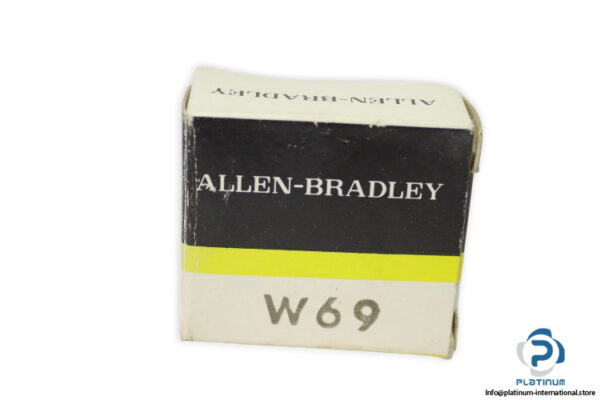 ALLEN-BRADLEY
ALLEN-BRADLEY
W69
PLATINUM
Info@platinum-international.store